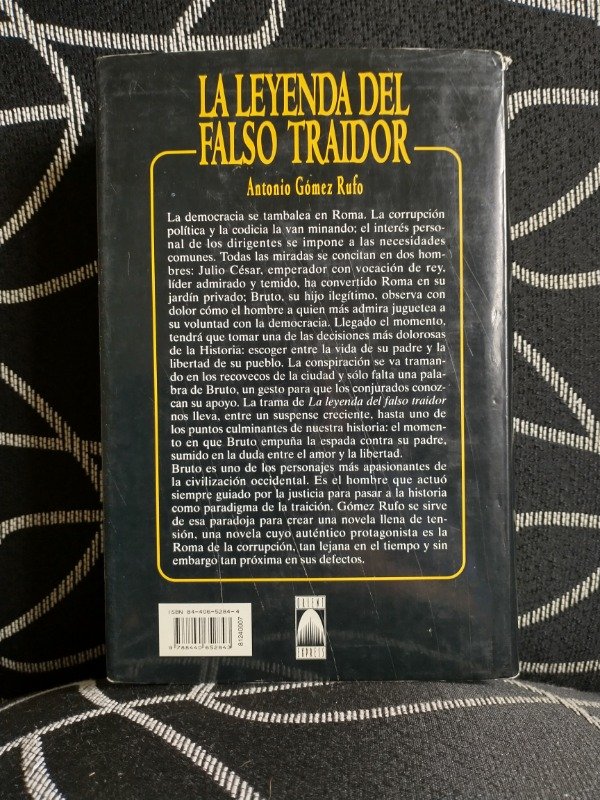 LA LEYENDA DEL
FALSO TRAIDOR
Antonio Gómez Rufo
La democracia se tambalea en Roma. La corrupción
política y la codicia la van minando; el interés perso-
nal de los dirigentes se impone a las necesidades
comunes. Todas las miradas se concitan en dos hom-
bres: Julio César, emperador con vocación de rey,
líder admirado y temido, ha convertido Roma en su
jardín privado; Bruto, su hijo ilegítimo, observa con
dolor cómo el hombre a quien más admira juguetea a
su voluntad con la democracia. Llegado el momento,
tendrá que tomar una de las decisiones más dolorosas
de la Historia: escoger entre la vida de su padre y la
libertad de su pueblo. La conspiración se va traman-
do en los recovecos de la ciudad y sólo falta una pala-
bra de Bruto, un gesto para que los conjurados conoz-
can su apoyo. La trama de La leyenda del falso traidor
nos lleva, entre un suspense creciente, hasta uno de
los puntos culminantes de nuestra historia: el momen-
to en que Bruto empuña la espada contra su padre,
sumido en la duda entre el amor y la libertad.
Bruto es uno de los personajes más apasionantes de
la civilización occidental. Es el hombre que actuó
siempre guiado por la justicia para pasar a la historia
como paradigma de la traición. Gómez Rufo se sirve
de esa paradoja para crear una novela llena de ten-
sión, una novela cuyo auténtico protagonista es la
Roma de la corrupción, tan lejana en el tiempo y sin
embargo tan próxima en sus defectos.
ISBN 84-406-5284-4
9 788440 652843
81240007
ORIENT
EXPRESS